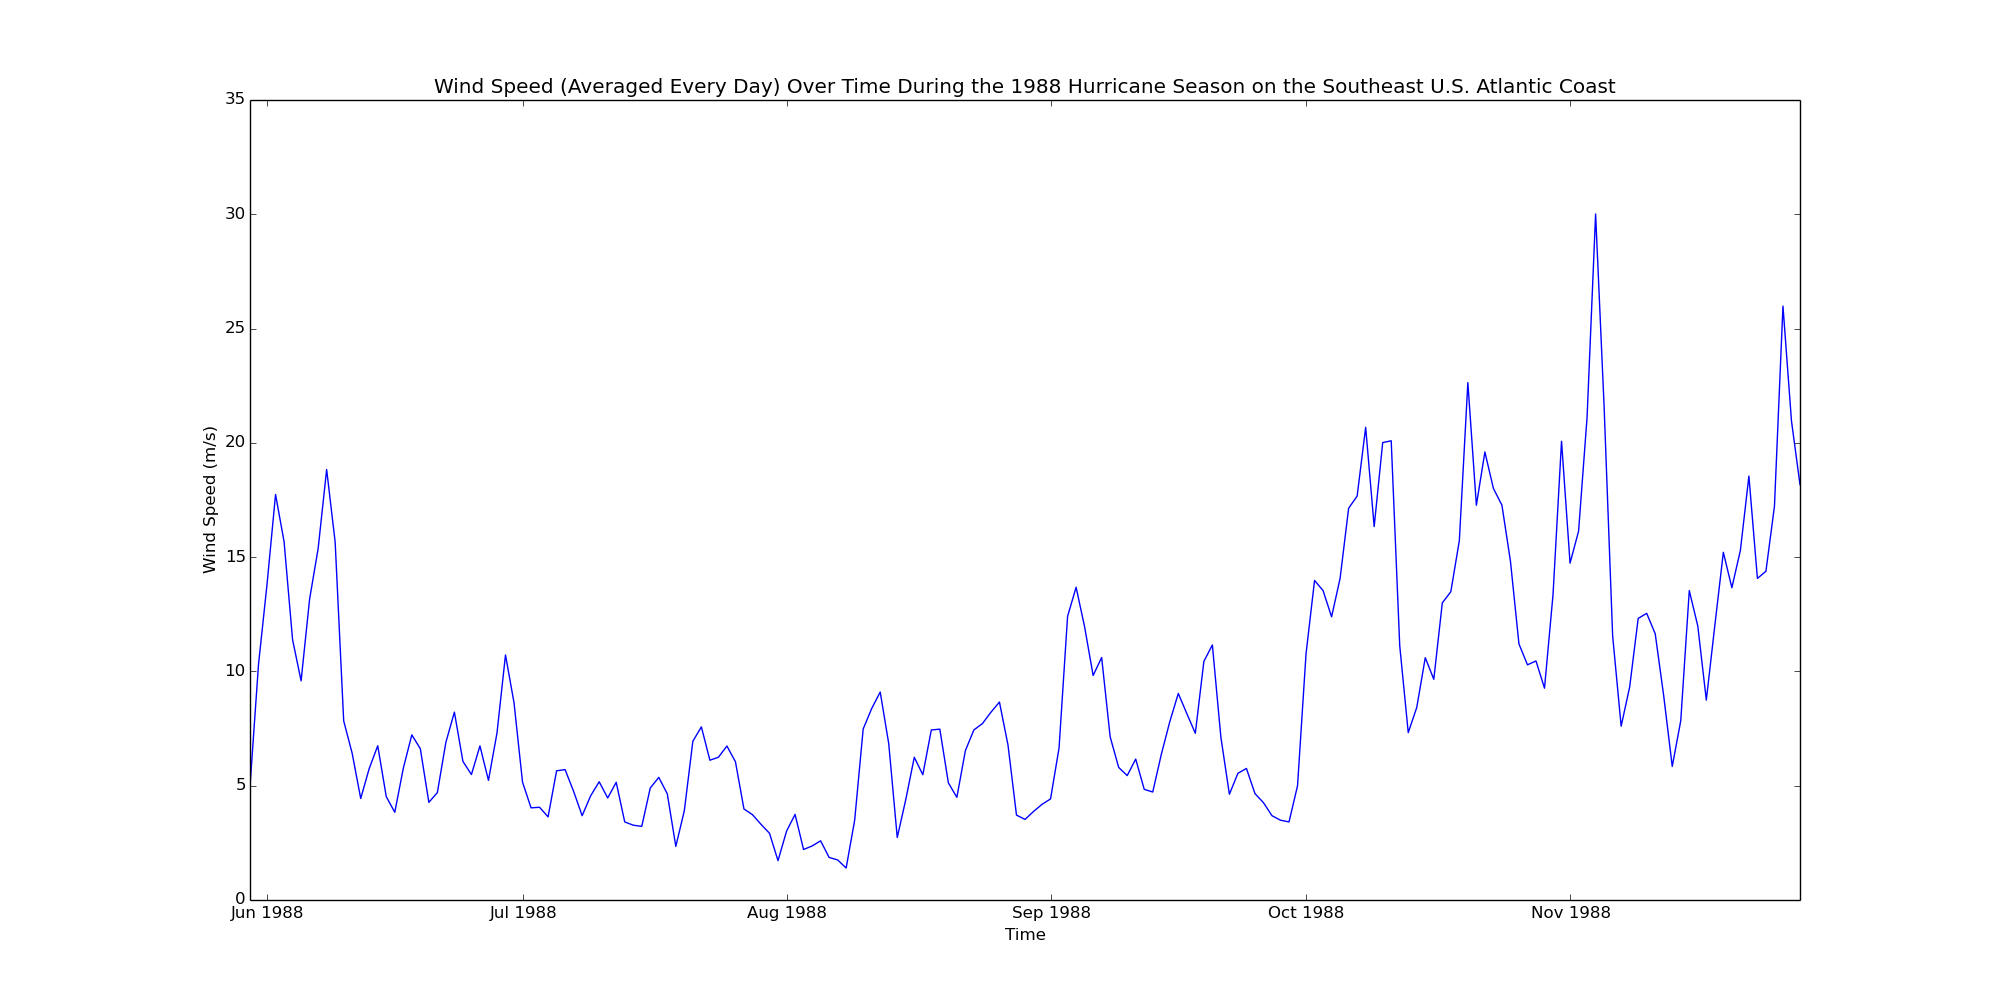 Wind Speed (Averaged Every Day) Over Time During the 1988 Hurricane Season on the Southeast U.S. Atlantic Coast
35
30
25
20
15
10
5
0
Wind Speed (m/s)
Jun 1988 Jul 1988 Aug 1988 Sep 1988 Oct 1988 Nov 1988
Time